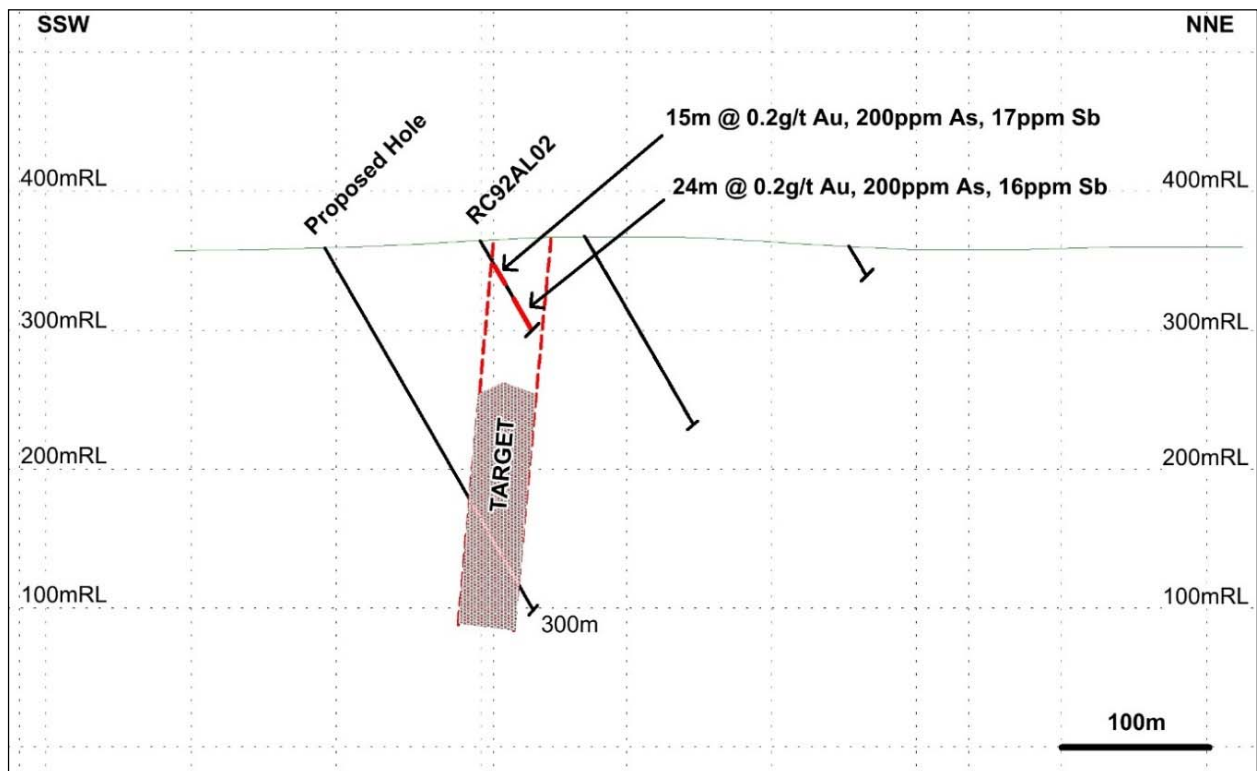 SSW
NNE
15m @ 0.2g/t Au, 200ppm As, 17ppm Sb
Proposed Hole
RC92AL02
24m @ 0.2g/t Au, 200ppm As, 16ppm Sb
400mRL
400mRL
300mRL
300mRL
TARGET
200mRL
200mRL
100mRL
100mRL
300m
100m